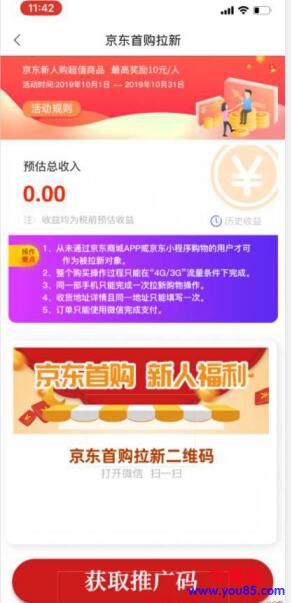 11:42
京东首购拉新
京东新人购超值商品 最高奖励10元/人
活动时间:2019年10月1日 --- 2019年10月31日
活动规则
预估总收入
0.00
注：收益均为税前预估收益
历史收益
操作
要点
1、从未通过京东商城APP或京东小程序购物的用户才可
作为被拉新对象。
2、整个购买操作过程只能在“4G/3G”流量条件下完成。
3、同一部手机只能完成一次拉新购物操作。
4、收货地址详情且同一地址只能填写一次。
5、订单只能使用微信完成支付。
京东首购 新人福利
京东首购拉新二维码
打开微信 扫一扫
获取推广码
www.you85.com